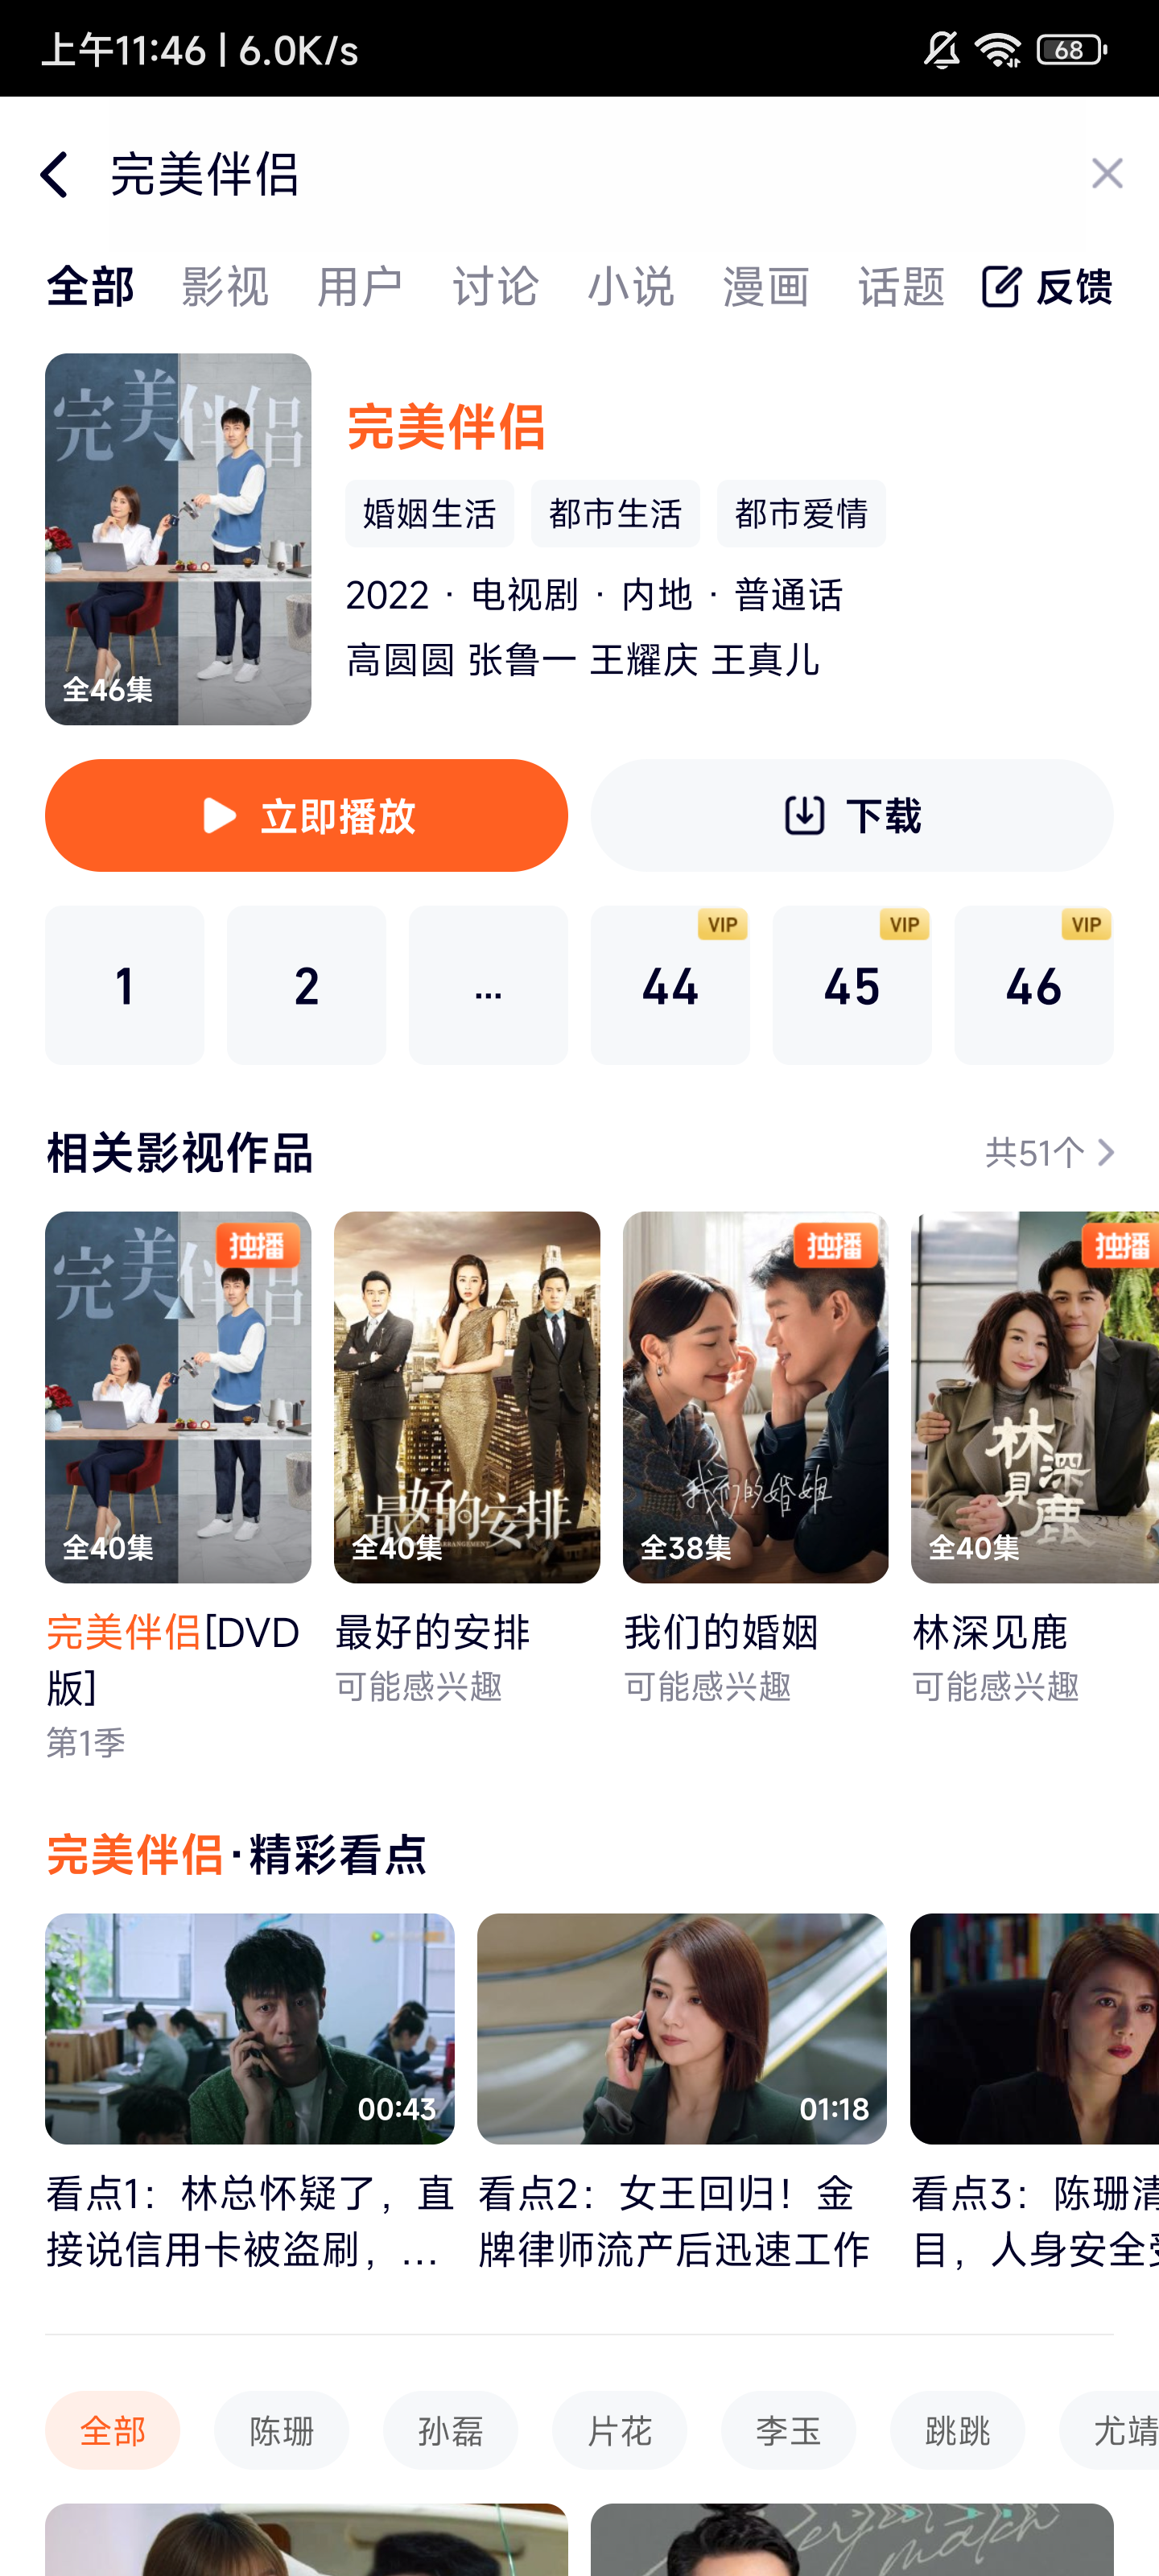 上午11:46 | 6.0K/s
68
完美伴侣
全部 影视 用户 讨论 小说 漫画 话题 反馈
完美伴侣
全46集
完美伴侣
婚姻生活 都市生活 都市爱情
2022 · 电视剧 · 内地 · 普通话
高圆圆 张鲁一 王耀庆 王真儿
立即播放 下载
1 2 ... 44 VIP 45 VIP 46 VIP
相关影视作品 共51个
完美伴侣 独播
全40集
最好的安排
ARRANGEMENT
全40集
独播
我们的婚姻
全38集
独播
林深见鹿
全40集
完美伴侣[DVD
版]
第1季
最好的安排
可能感兴趣
我们的婚姻
可能感兴趣
林深见鹿
可能感兴趣
完美伴侣·精彩看点
00:43
01:18
看点1：林总怀疑了，直
接说信用卡被盗刷，...
看点2：女王回归！金
牌律师流产后迅速工作
看点3：陈珊清
目，人身安全
全部 陈珊 孙磊 片花 李玉 跳跳 尤靖
Perfect match